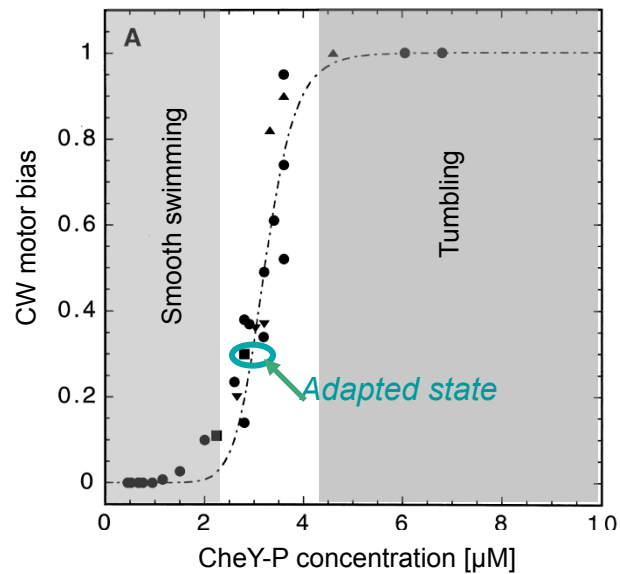 A
1
0.8
0.6
0.4
0.2
0
CW motor bias
Smooth swimming
Tumbling
Adapted state
0 2 4 6 8 10
CheY-P concentration [μM]